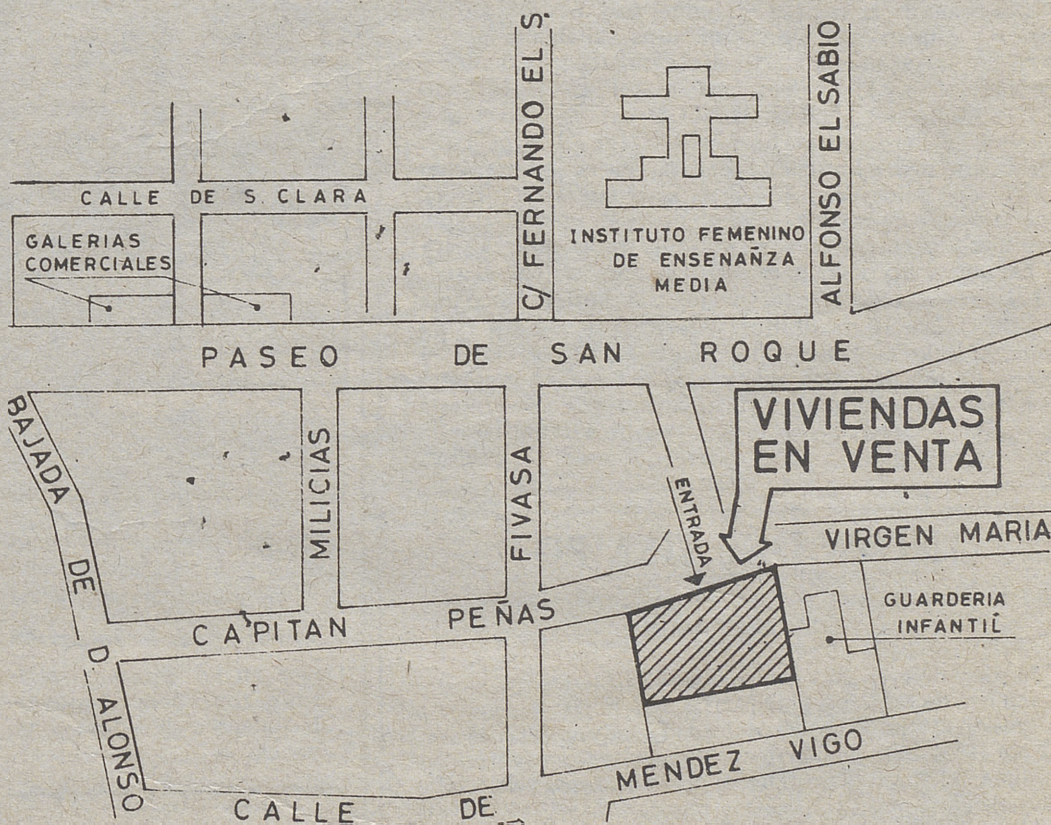 C/ FERNANDO EL S.
ALFONSO EL SABIO
CALLE DE S. CLARA
GALERIAS
COMERCIALES
INSTITUTO FEMENINO
DE ENSENAÑZA
MEDIA
PASEO DE SAN ROQUE
BAJADA DE D. ALONSO
MILICIAS
FIVASA
ENTRADA
VIVIENDAS
EN VENTA
VIRGEN MARIA
CAPITAN PEÑAS
GUARDERIA
INFANTIL
CALLE DE MENDEZ VIGO